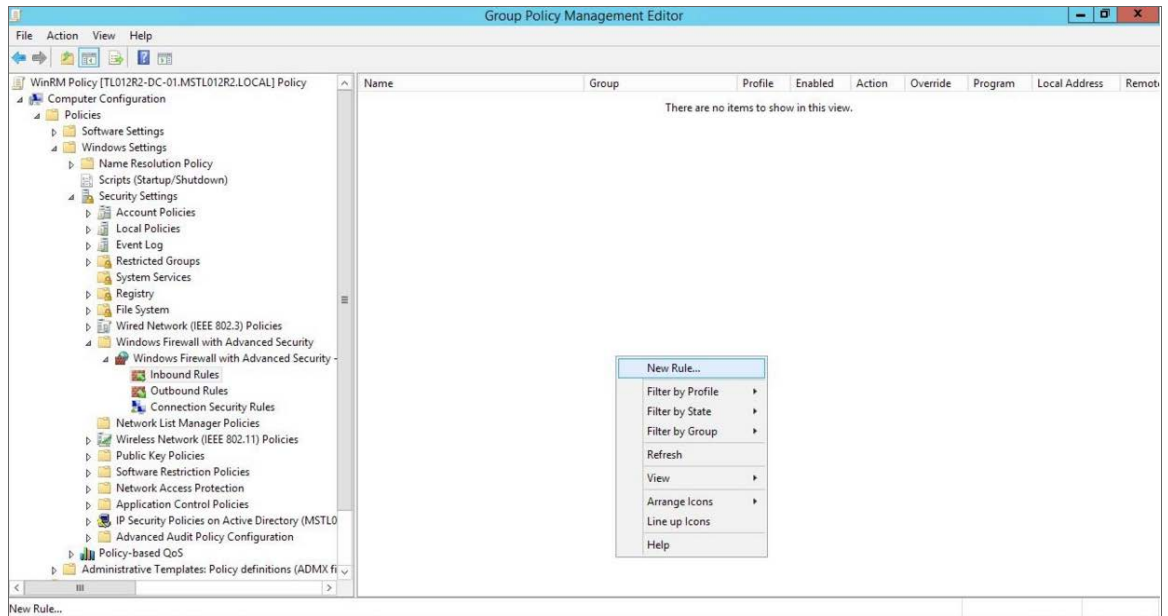 Group Policy Management Editor
File Action View Help
WinRM Policy [TL012R2-DC-01.MSTL012R2.LOCAL] Policy
Computer Configuration
Policies
Software Settings
Windows Settings
Name Resolution Policy
Scripts (Startup/Shutdown)
Security Settings
Account Policies
Local Policies
Event Log
Restricted Groups
System Services
Registry
File System
Wired Network (IEEE 802.3) Policies
Windows Firewall with Advanced Security
Windows Firewall with Advanced Security -
Inbound Rules
Outbound Rules
Connection Security Rules
Network List Manager Policies
Wireless Network (IEEE 802.11) Policies
Public Key Policies
Software Restriction Policies
Network Access Protection
Application Control Policies
IP Security Policies on Active Directory (MSTL0
Advanced Audit Policy Configuration
Policy-based QoS
Administrative Templates: Policy definitions (ADMX fi
Name Group Profile Enabled Action Override Program Local Address Remot
There are no items to show in this view.
New Rule...
Filter by Profile
Filter by State
Filter by Group
Refresh
View
Arrange Icons
Line up Icons
Help
New Rule...